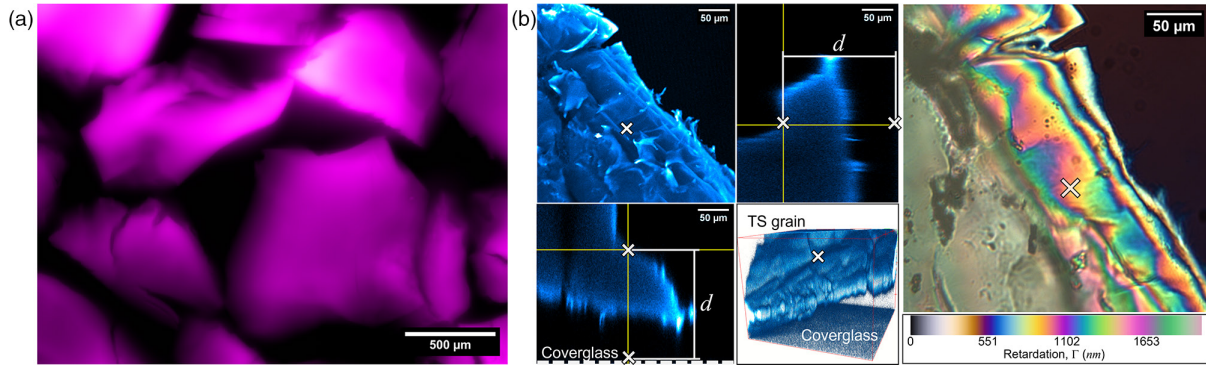 (a)
500 µm
(b)
50 µm
d
50 µm
50 µm
d
Coverglass
TS grain
Coverglass
50 µm
0 551 1102 1653
Retardation, Γ (nm)